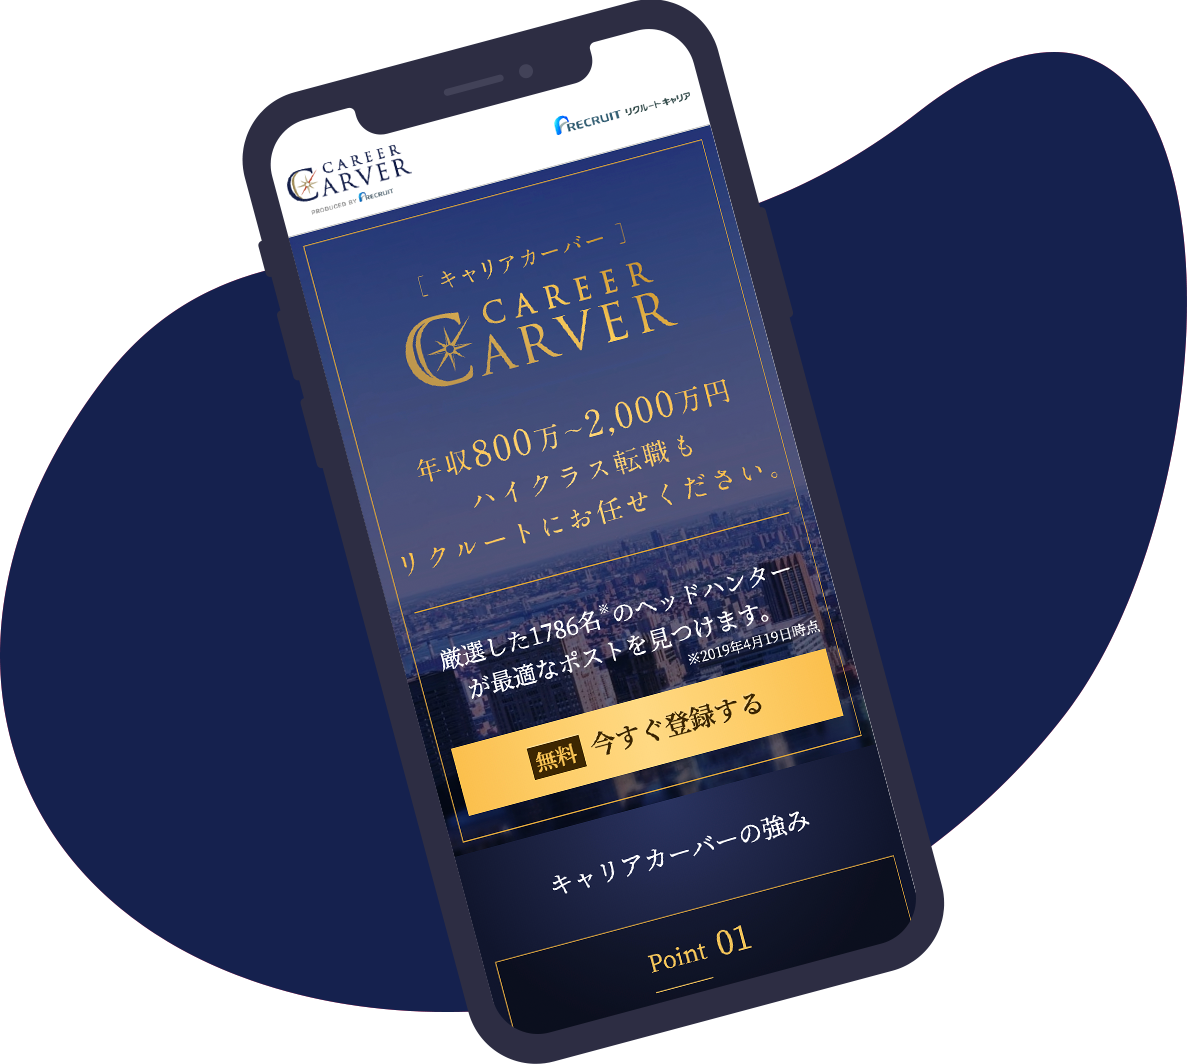 CAREER
CARVER
PRODUCED BY RECRUIT
RECRUIT リクルートキャリア
［ キャリアカーバー ］
CAREER
CARVER
年収800万~2,000万円
ハイクラス転職も
リクルートにお任せください。
厳選した1786名※のヘッドハンター
が最適なポストを見つけます。
※2019年4月19日時点
無料 今すぐ登録する
キャリアカーバーの強み
Point 01